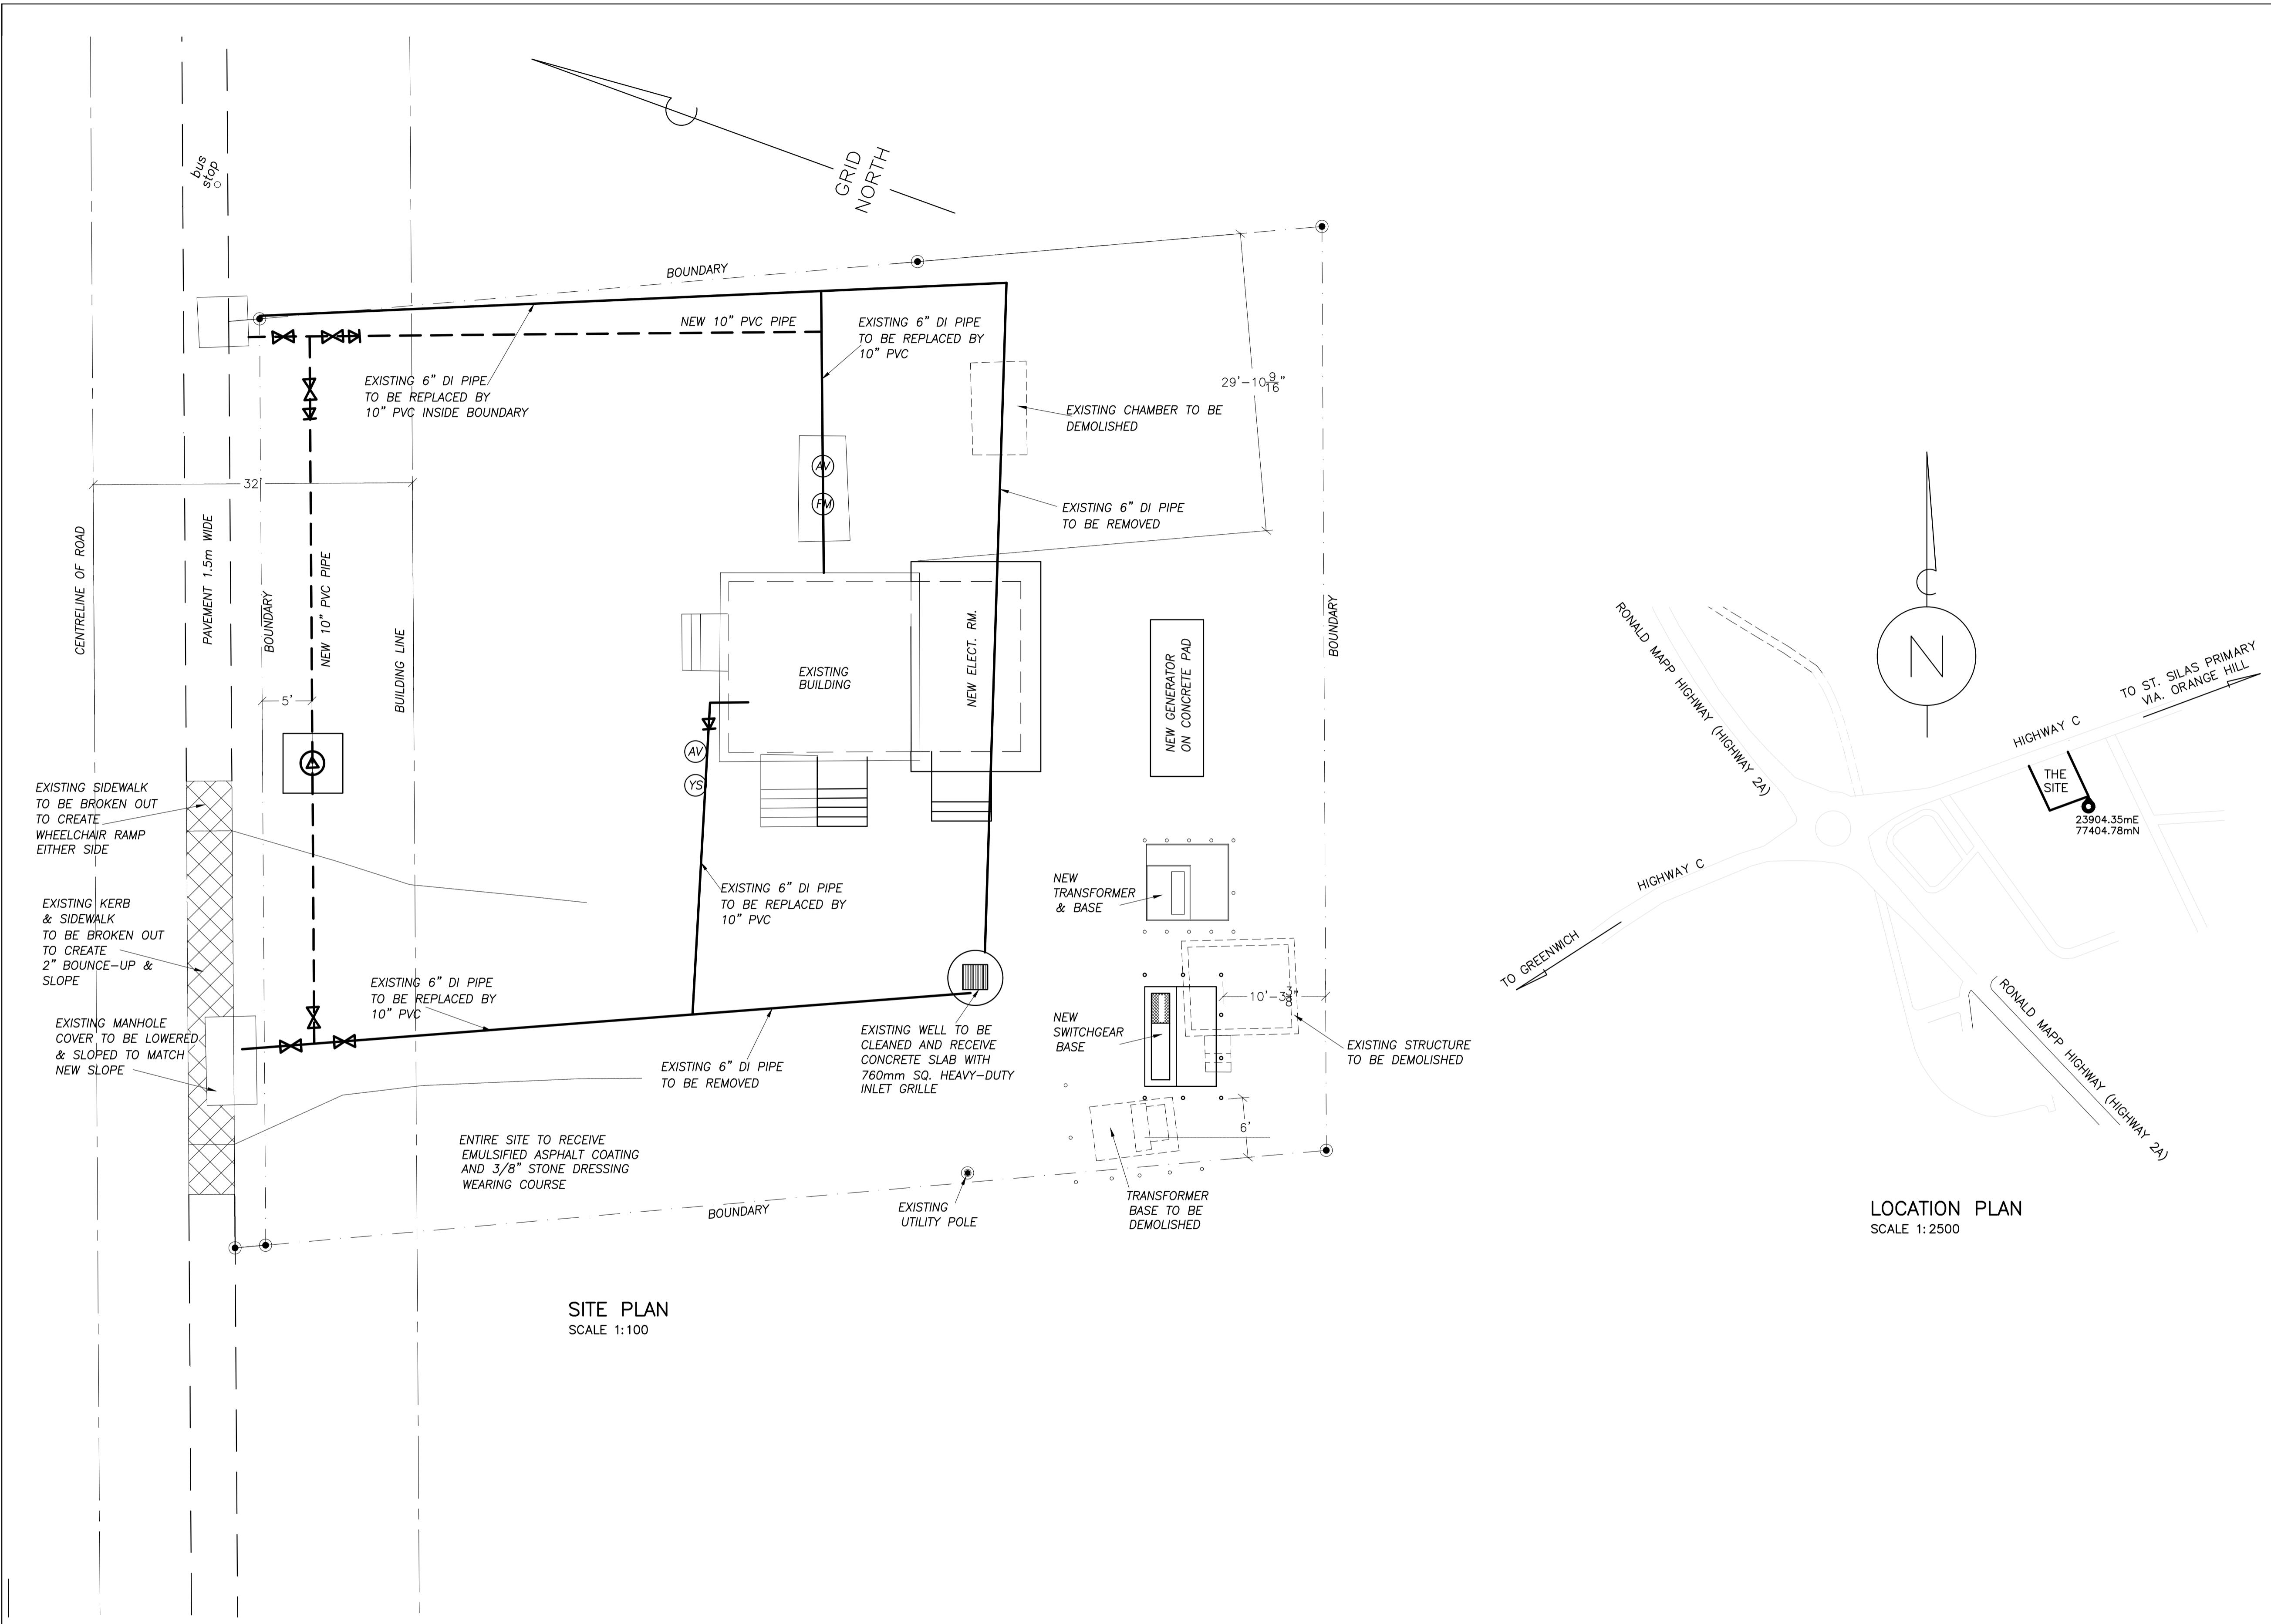 bus
stop
GRID
NORTH
BOUNDARY
NEW 10" PVC PIPE
EXISTING 6" DI PIPE
TO BE REPLACED BY
10" PVC
EXISTING 6" DI PIPE
TO BE REPLACED BY
10" PVC INSIDE BOUNDARY
29'-10 9/16"
EXISTING CHAMBER TO BE
DEMOLISHED
AV
FM
32'
EXISTING 6" DI PIPE
TO BE REMOVED
CENTRELINE OF ROAD
PAVEMENT 1.5m WIDE
BOUNDARY
NEW 10" PVC PIPE
BUILDING LINE
5'
EXISTING
BUILDING
NEW ELECT. RM.
NEW GENERATOR
ON CONCRETE PAD
BOUNDARY
AV
YS
EXISTING SIDEWALK
TO BE BROKEN OUT
TO CREATE
WHEELCHAIR RAMP
EITHER SIDE
EXISTING KERB
& SIDEWALK
TO BE BROKEN OUT
TO CREATE
2" BOUNCE-UP &
SLOPE
EXISTING MANHOLE
COVER TO BE LOWERED
& SLOPED TO MATCH
NEW SLOPE
EXISTING 6" DI PIPE
TO BE REPLACED BY
10" PVC
EXISTING 6" DI PIPE
TO BE REPLACED BY
10" PVC
NEW
TRANSFORMER
& BASE
10'-3 3/8"
NEW
SWITCHGEAR
BASE
EXISTING STRUCTURE
TO BE DEMOLISHED
EXISTING 6" DI PIPE
TO BE REMOVED
EXISTING WELL TO BE
CLEANED AND RECEIVE
CONCRETE SLAB WITH
760mm SQ. HEAVY-DUTY
INLET GRILLE
6'
ENTIRE SITE TO RECEIVE
EMULSIFIED ASPHALT COATING
AND 3/8" STONE DRESSING
WEARING COURSE
BOUNDARY
EXISTING
UTILITY POLE
TRANSFORMER
BASE TO BE
DEMOLISHED
SITE PLAN
SCALE 1:100
N
RONALD MAPP HIGHWAY (HIGHWAY 2A)
TO ST. SILAS PRIMARY
VIA. ORANGE HILL
HIGHWAY C
THE
SITE
23904.35mE
77404.78mN
HIGHWAY C
TO GREENWICH
RONALD MAPP HIGHWAY (HIGHWAY 2A)
LOCATION PLAN
SCALE 1:2500